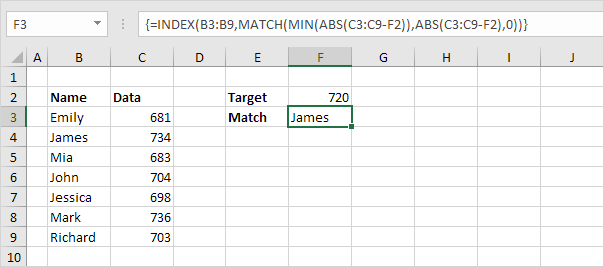 F3 {=INDEX(B3:B9,MATCH(MIN(ABS(C3:C9-F2)),ABS(C3:C9-F2),0))}
A B C D E F G H I J
1
2 Name Data Target 720
3 Emily 681 Match James
4 James 734
5 Mia 683
6 John 704
7 Jessica 698
8 Mark 736
9 Richard 703
10